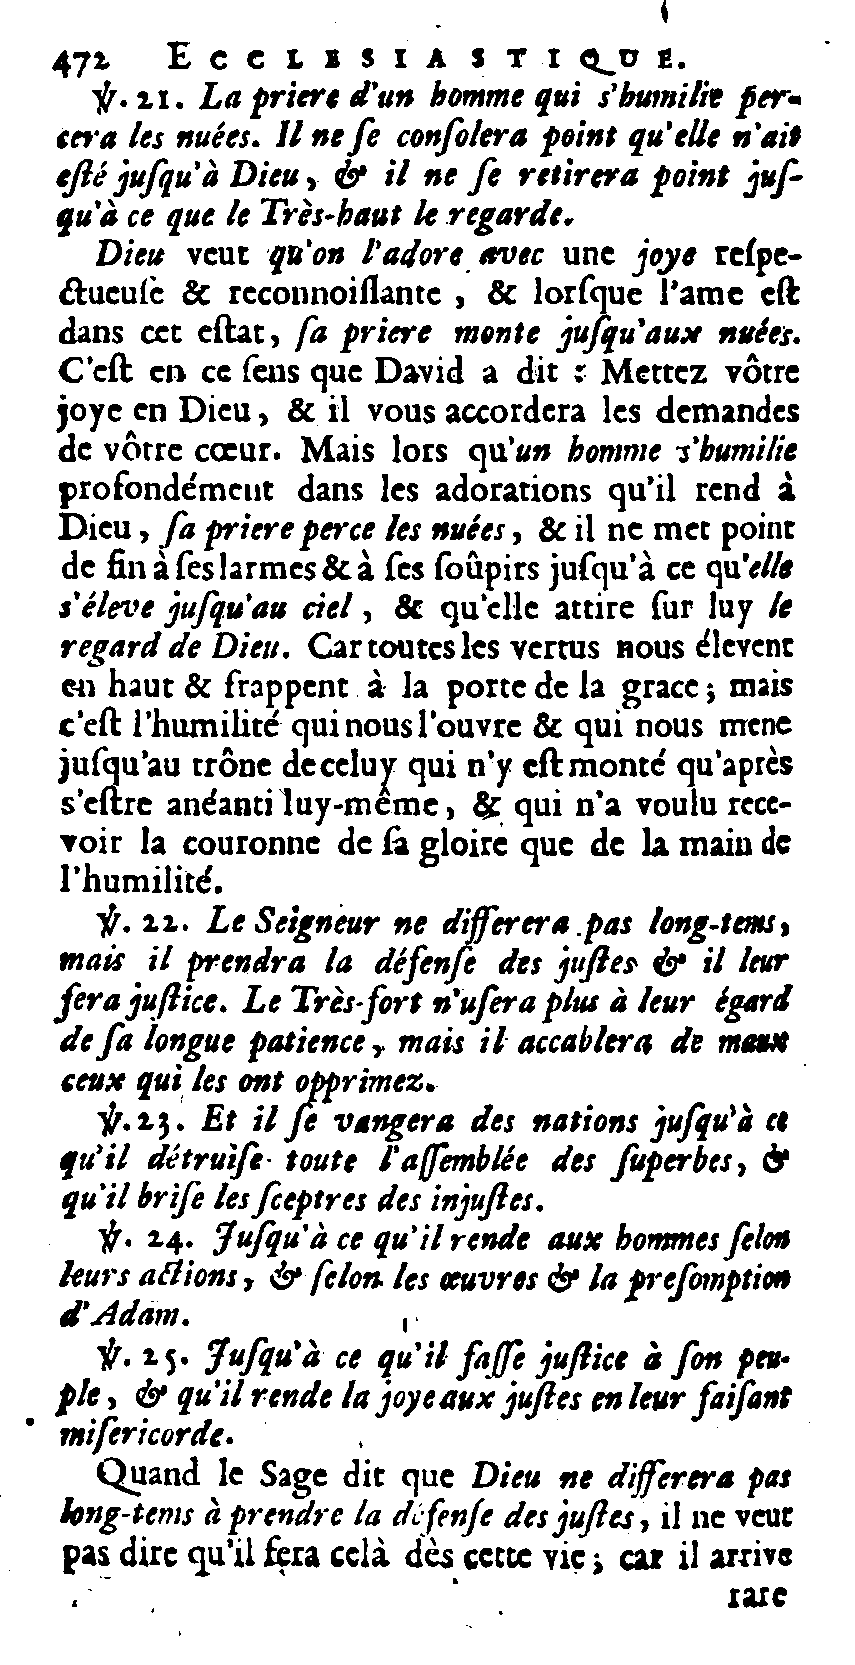 472 ECCLESIASTIQUE.
℣. 21. La priere d'un homme qui s'humilie per-
cera les nuées. Il ne ſe conſolera point qu'elle n'ait
eſté juſqu'à Dieu, & il ne ſe retirera point juſ-
qu'à ce que le Très-haut le regarde.
Dieu veut qu'on l'adore avec une joye reſpe-
ctueuſe & reconnoiſſante, & lorſque l'ame eſt
dans cet eſtat, ſa priere monte juſqu'aux nuées.
C'eſt en ce ſens que David a dit : Mettez vôtre
joye en Dieu, & il vous accordera les demandes
de vôtre cœur. Mais lors qu'un homme s'humilie
profondément dans les adorations qu'il rend à
Dieu, ſa priere perce les nuées, & il ne met point
de fin à ſes larmes & à ſes ſoûpirs juſqu'à ce qu'elle
s'éleve juſqu'au ciel, & qu'elle attire ſur luy le
regard de Dieu. Car toutes les vertus nous élevent
en haut & frappent à la porte de la grace; mais
c'eſt l'humilité qui nous l'ouvre & qui nous mene
juſqu'au trône de celuy qui n'y eſt monté qu'après
s'eſtre anéanti luy-même, & qui n'a voulu rece-
voir la couronne de ſa gloire que de la main de
l'humilité.
℣. 22. Le Seigneur ne differera pas long-tems,
mais il prendra la défenſe des juſtes & il leur
fera juſtice. Le Très-fort n'uſera plus à leur égard
de ſa longue patience, mais il accablera de maux
ceux qui les ont opprimez.
℣. 23. Et il ſe vangera des nations juſqu'à ce
qu'il détruiſe toute l'aſſemblée des ſuperbes, &
qu'il briſe les ſceptres des injuſtes.
℣. 24. Juſqu'à ce qu'il rende aux hommes ſelon
leurs actions, & ſelon les œuvres & la preſomption
d'Adam.
℣. 25. Juſqu'à ce qu'il faſſe juſtice à ſon peu-
ple, & qu'il rende la joye aux juſtes en leur faiſant
miſericorde.
Quand le Sage dit que Dieu ne differera pas
long-tems à prendre la défenſe des juſtes, il ne veut
pas dire qu'il fera celà dès cette vie; car il arrive
rare